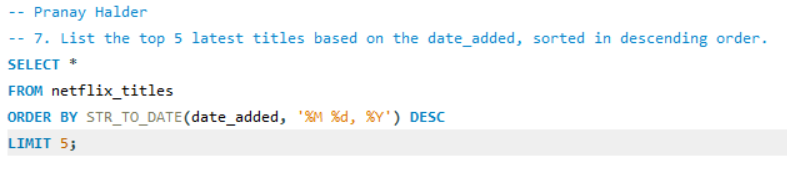 -- Pranay Halder
-- 7. List the top 5 latest titles based on the date_added, sorted in descending order.
SELECT *
FROM netflix_titles
ORDER BY STR_TO_DATE(date_added, '%M %d, %Y') DESC
LIMIT 5;